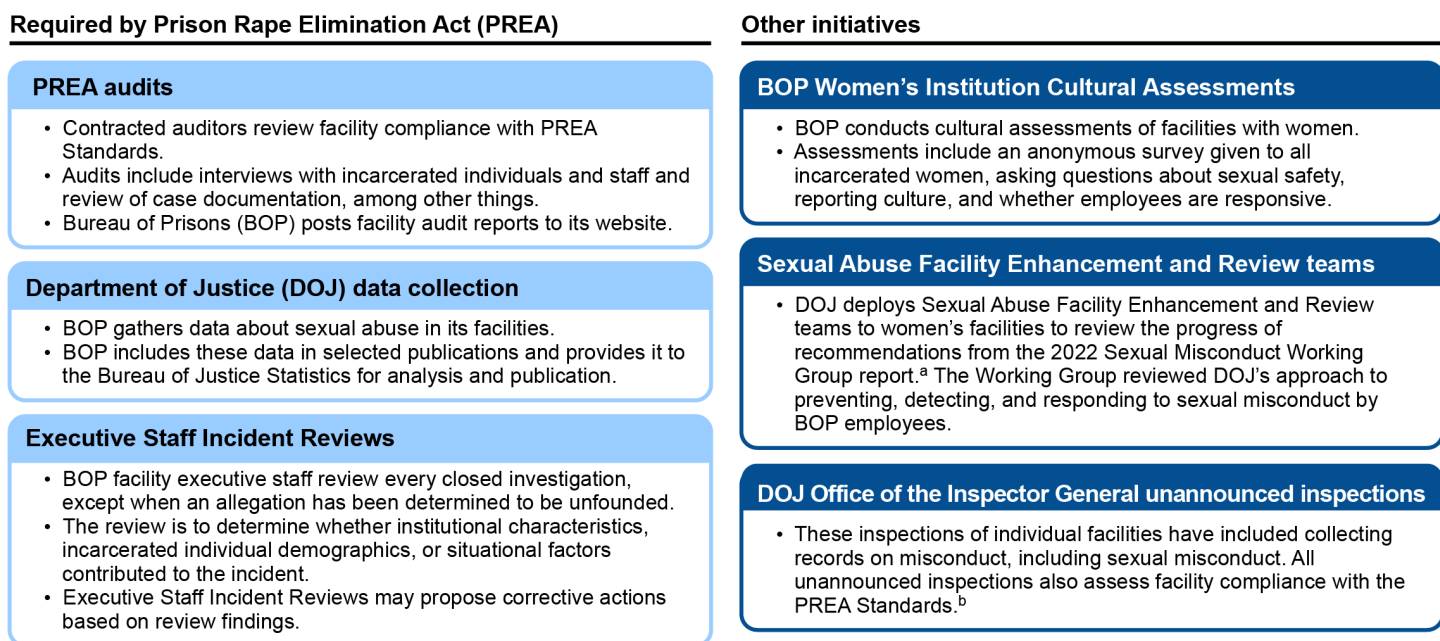 Required by Prison Rape Elimination Act (PREA)
PREA audits
• Contracted auditors review facility compliance with PREA
Standards.
• Audits include interviews with incarcerated individuals and staff and
review of case documentation, among other things.
• Bureau of Prisons (BOP) posts facility audit reports to its website.
Department of Justice (DOJ) data collection
• BOP gathers data about sexual abuse in its facilities.
• BOP includes these data in selected publications and provides it to
the Bureau of Justice Statistics for analysis and publication.
Executive Staff Incident Reviews
• BOP facility executive staff review every closed investigation,
except when an allegation has been determined to be unfounded.
• The review is to determine whether institutional characteristics,
incarcerated individual demographics, or situational factors
contributed to the incident.
• Executive Staff Incident Reviews may propose corrective actions
based on review findings.
Other initiatives
BOP Women’s Institution Cultural Assessments
• BOP conducts cultural assessments of facilities with women.
• Assessments include an anonymous survey given to all
incarcerated women, asking questions about sexual safety,
reporting culture, and whether employees are responsive.
Sexual Abuse Facility Enhancement and Review teams
• DOJ deploys Sexual Abuse Facility Enhancement and Review
teams to women’s facilities to review the progress of
recommendations from the 2022 Sexual Misconduct Working
Group report.ᵃ The Working Group reviewed DOJ’s approach to
preventing, detecting, and responding to sexual misconduct by
BOP employees.
DOJ Office of the Inspector General unannounced inspections
• These inspections of individual facilities have included collecting
records on misconduct, including sexual misconduct. All
unannounced inspections also assess facility compliance with the
PREA Standards.ᵇ